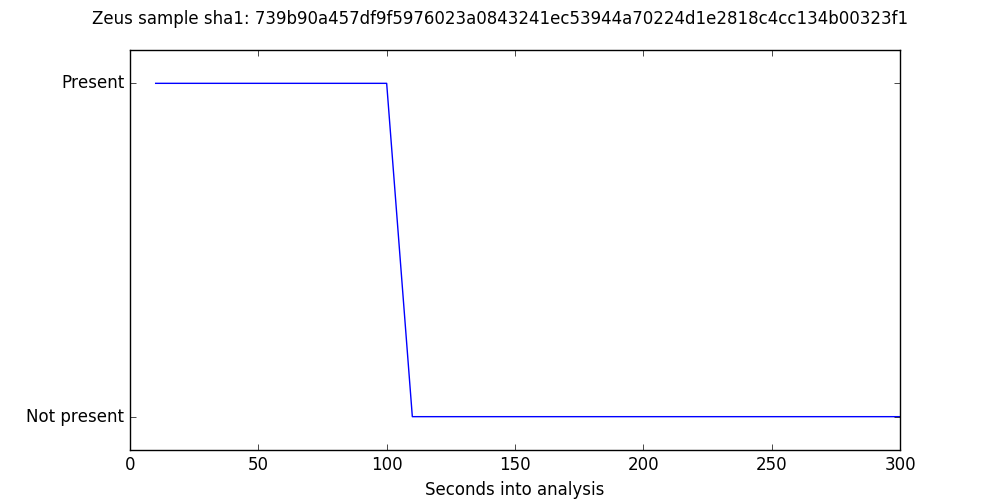 Zeus sample sha1: 739b90a457df9f5976023a0843241ec53944a70224d1e2818c4cc134b00323f1
Present
Not present
0 50 100 150 200 250 300
Seconds into analysis